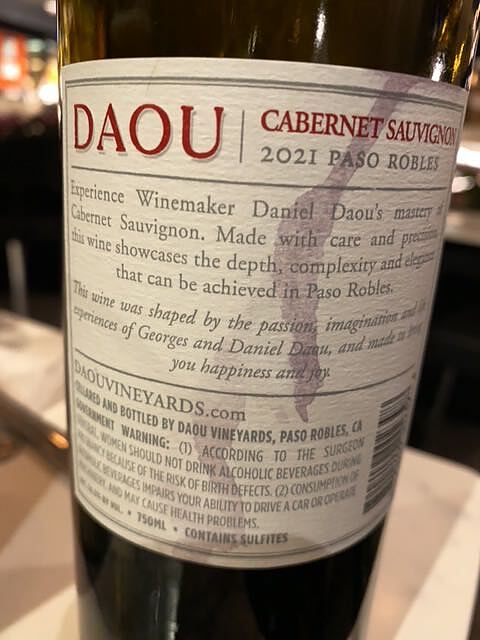 DAOU
CABERNET SAUVIGNON
2021 PASO ROBLES
Experience Winemaker Daniel Daou's mastery
Cabernet Sauvignon. Made with care and precision
this wine showcases the depth, complexity and elegance
that can be achieved in Paso Robles.
This wine was shaped by the passion, imagination and
experiences of Georges and Daniel Daou, and made to bring
you happiness and joy.
DAOUVINEYARDS.com
CELLARED AND BOTTLED BY DAOU VINEYARDS, PASO ROBLES, CA
GOVERNMENT WARNING: (1) ACCORDING TO THE SURGEON
GENERAL, WOMEN SHOULD NOT DRINK ALCOHOLIC BEVERAGES DURING
PREGNANCY BECAUSE OF THE RISK OF BIRTH DEFECTS. (2) CONSUMPTION OF
ALCOHOLIC BEVERAGES IMPAIRS YOUR ABILITY TO DRIVE A CAR OR OPERATE
MACHINERY, AND MAY CAUSE HEALTH PROBLEMS.
BY VOL. • 750ML • CONTAINS SULFITES